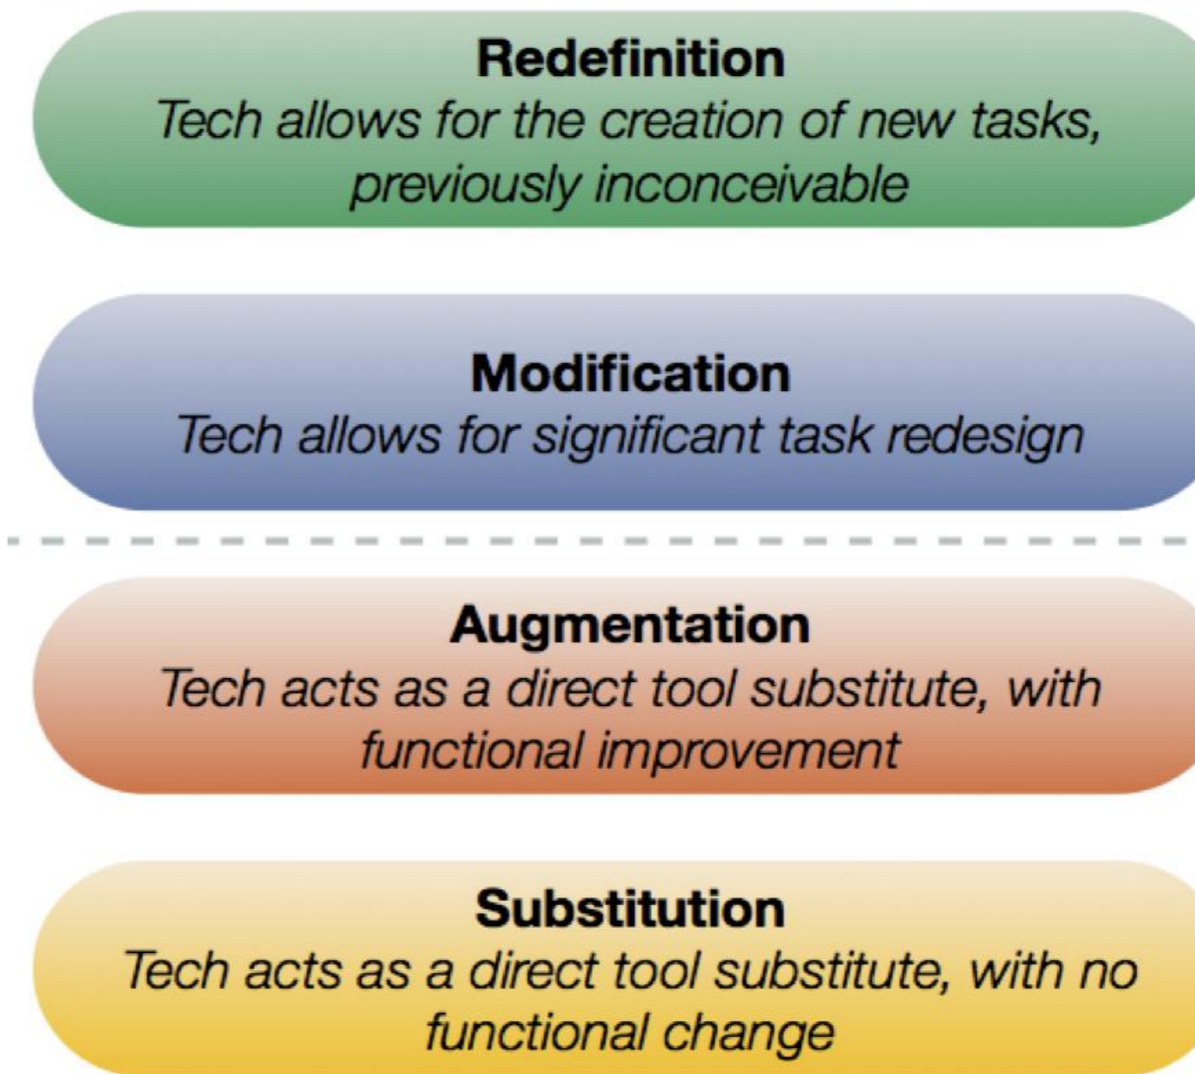 Redefinition
Tech allows for the creation of new tasks,
previously inconceivable
Modification
Tech allows for significant task redesign
Augmentation
Tech acts as a direct tool substitute, with
functional improvement
Substitution
Tech acts as a direct tool substitute, with no
functional change